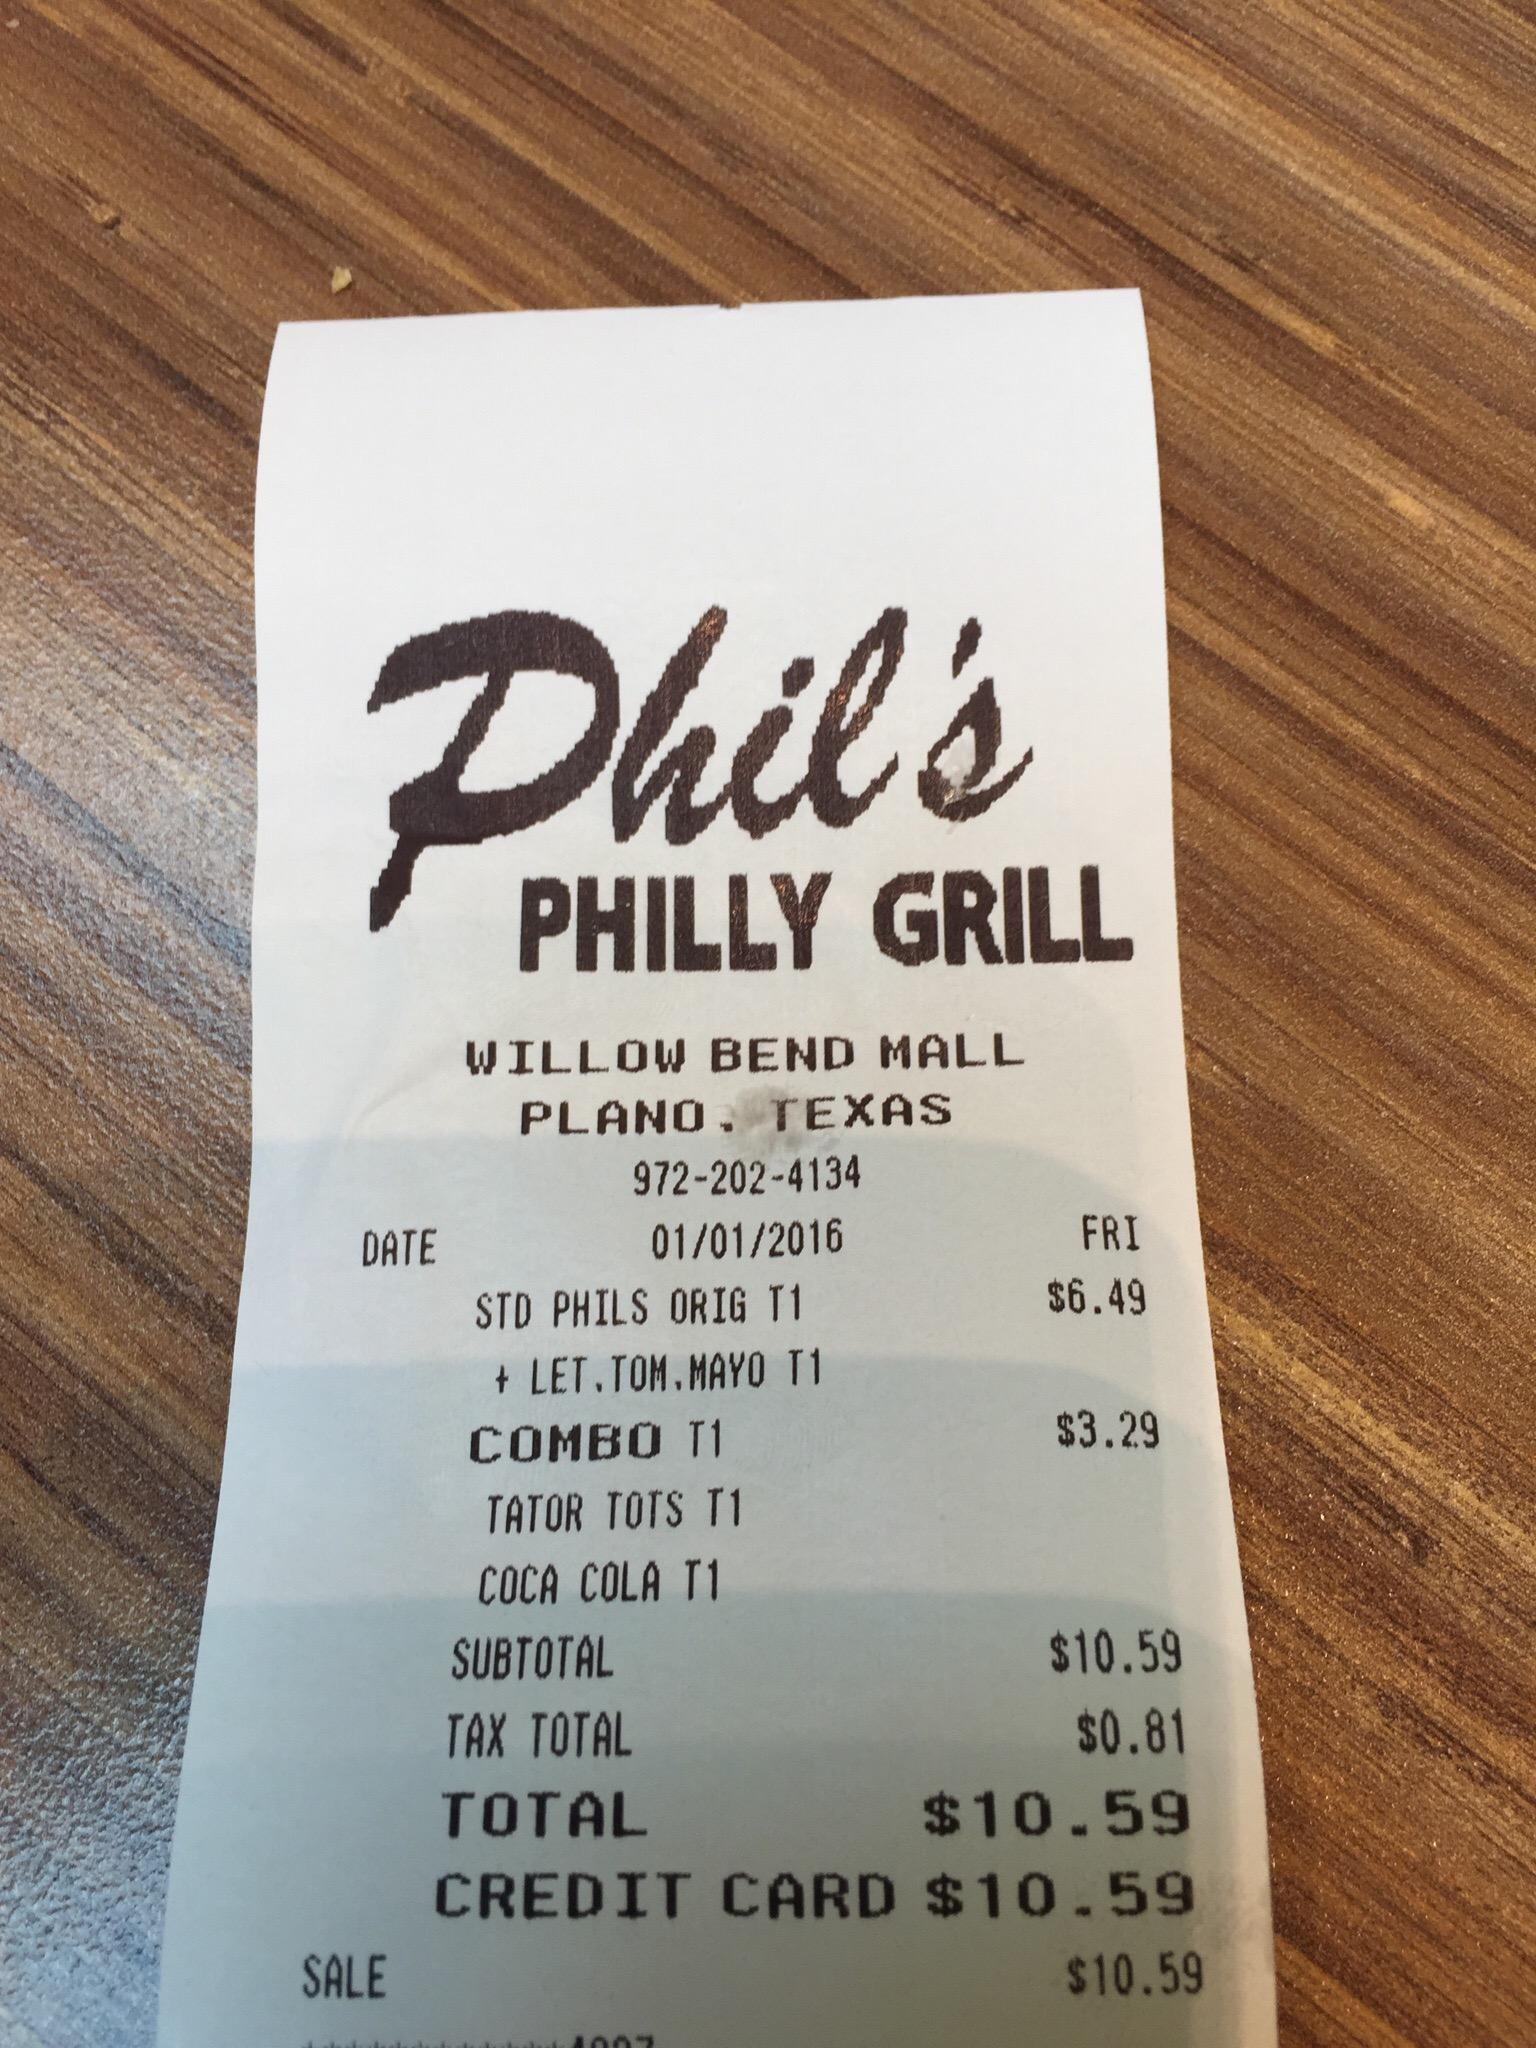 Phil's
PHILLY GRILL
WILLOW BEND MALL
PLANO. TEXAS
972-202-4134
DATE 01/01/2016 FRI
STD PHILS ORIG T1 $6.49
+ LET.TOM.MAYO T1
COMBO T1 $3.29
TATOR TOTS T1
COCA COLA T1
SUBTOTAL $10.59
TAX TOTAL $0.81
TOTAL $10.59
CREDIT CARD $10.59
SALE $10.59